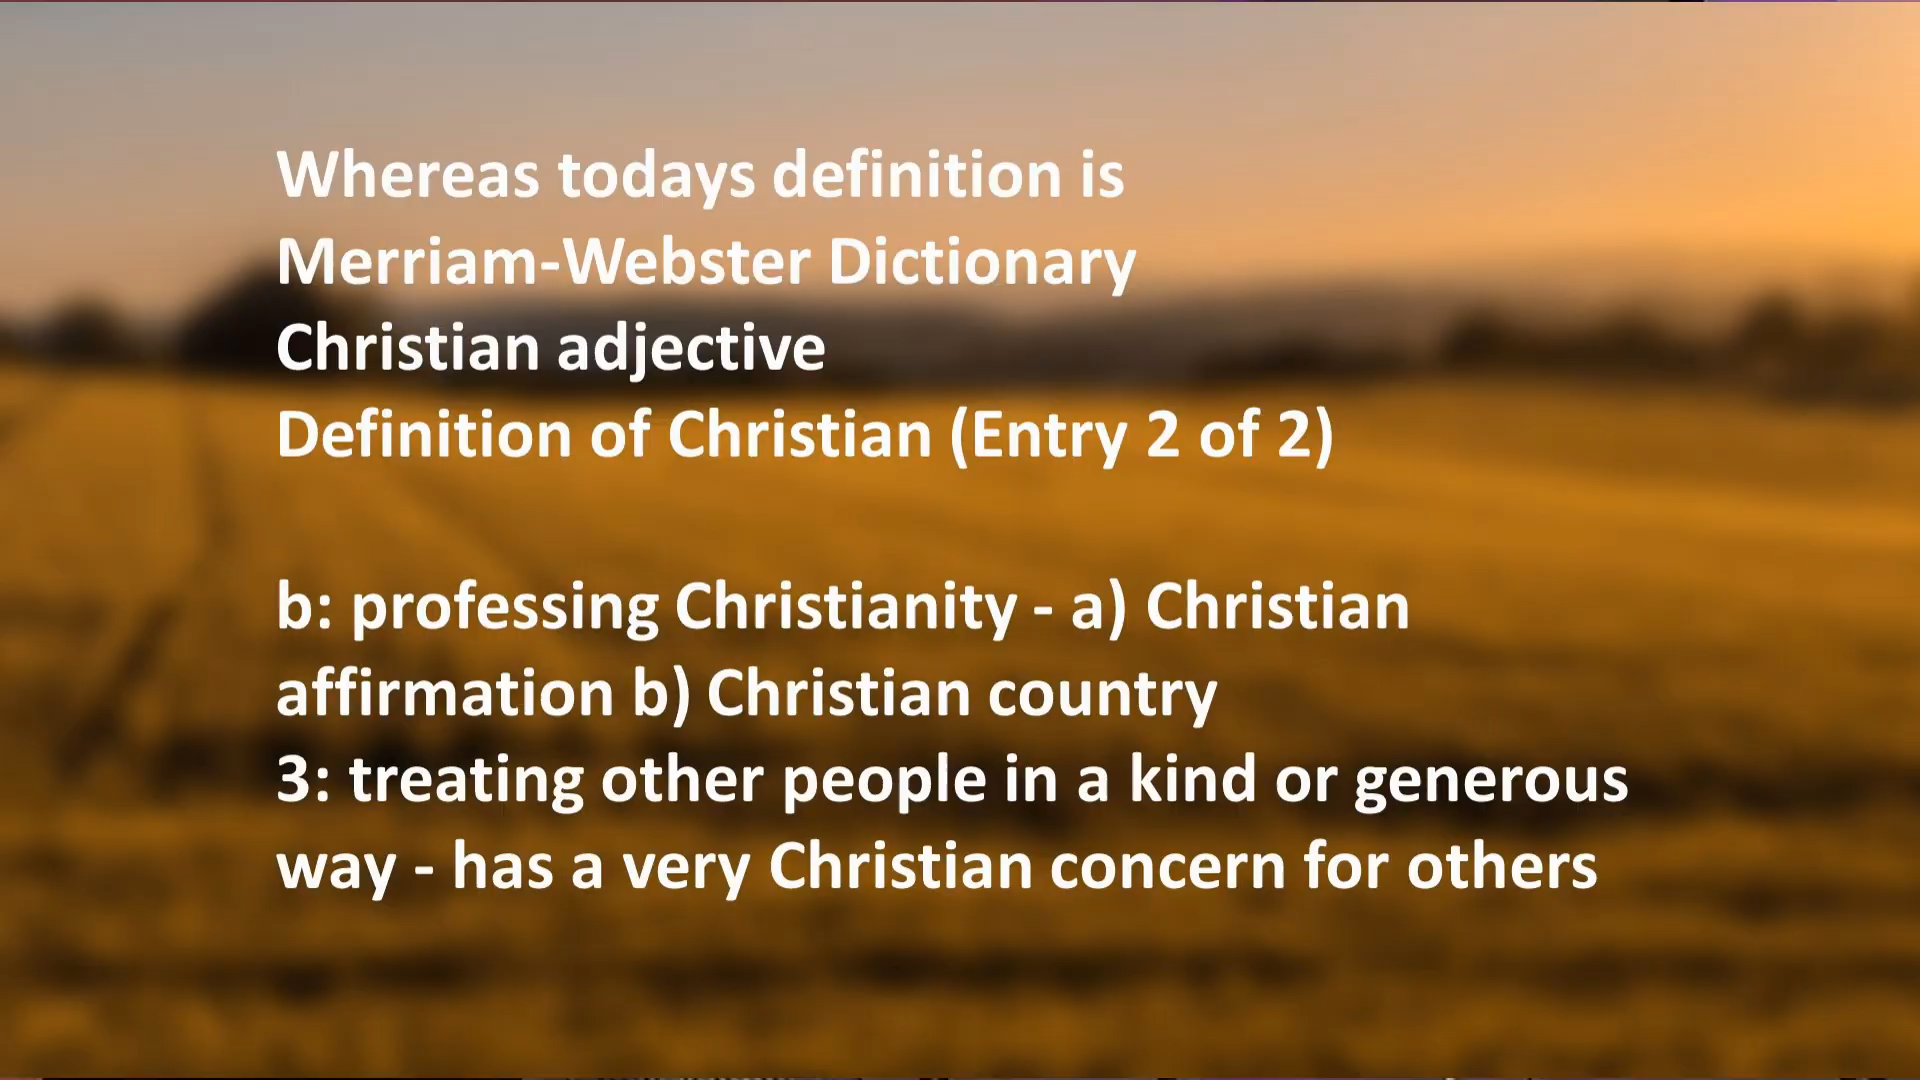 Whereas todays definition is
Merriam-Webster Dictionary
Christian adjective
Definition of Christian (Entry 2 of 2)
b: professing Christianity - a) Christian
affirmation b) Christian country
3: treating other people in a kind or generous
way - has a very Christian concern for others